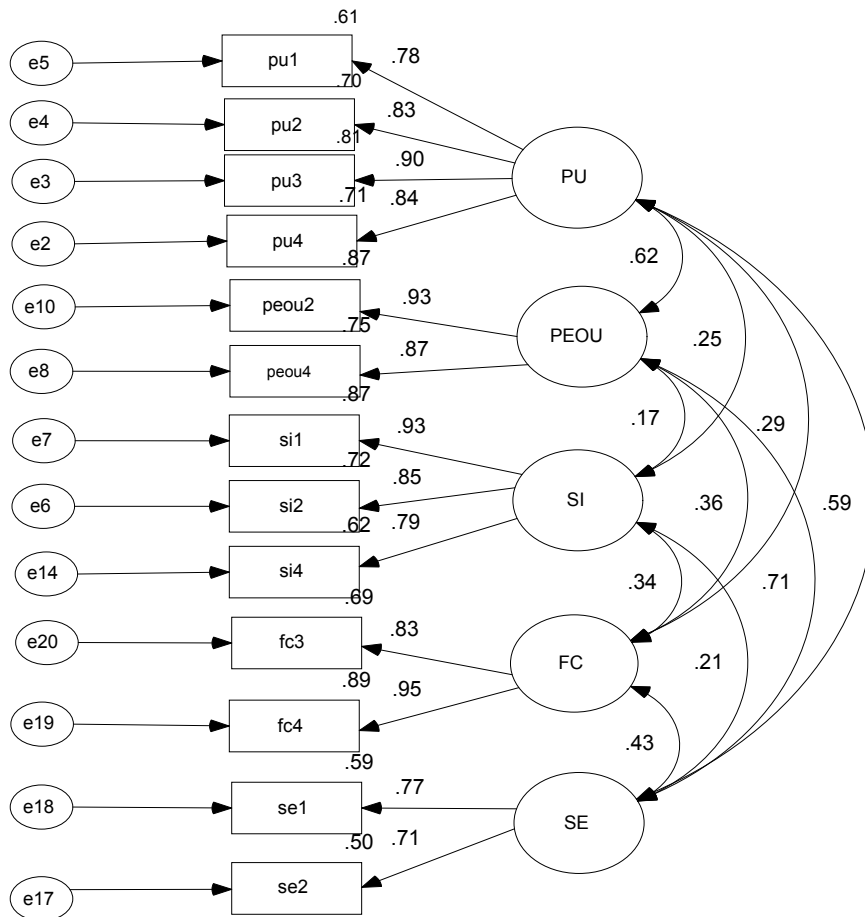 .61
e5 pu1 .78
.70
e4 pu2 .83
.81
e3 pu3 .90 PU
.71
e2 pu4 .84
.87 .62
e10 peou2 .93
.75 PEOU .25
e8 peou4 .87
.87
e7 si1 .93 .17 .29
.72
e6 si2 .85 SI .36 .59
.62
e14 si4 .79 .34 .71
.69
e20 fc3 .83 FC
.89 .21
e19 fc4 .95
.59 .43
e18 se1 .77 SE
.50
e17 se2 .71